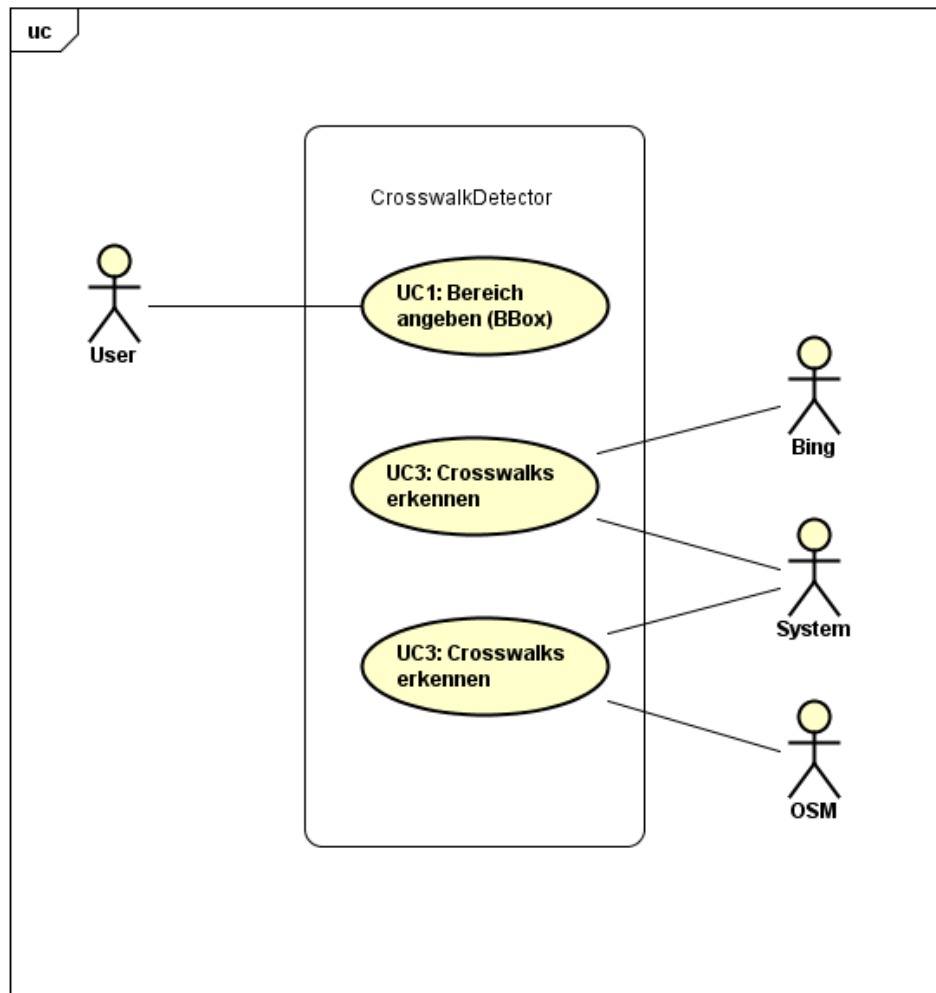 uc
CrosswalkDetector
User
UC1: Bereich
angeben (BBox)
Bing
UC3: Crosswalks
erkennen
System
UC3: Crosswalks
erkennen
OSM